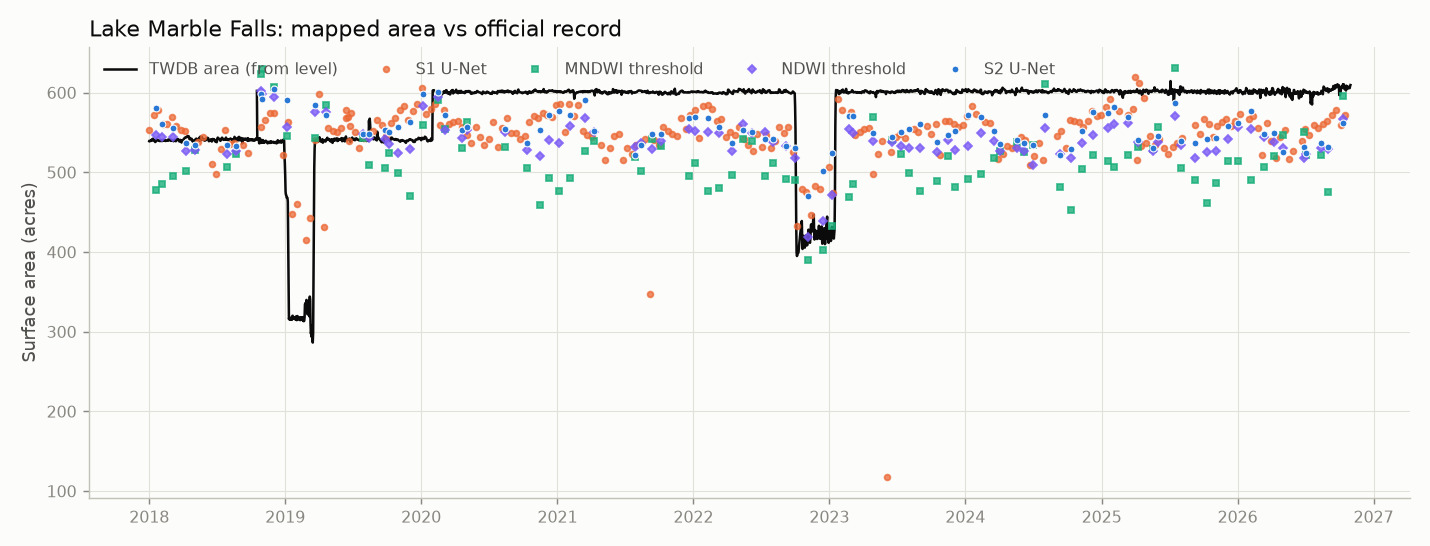 Lake Marble Falls: mapped area vs official record
TWDB area (from level) S1 U-Net MNDWI threshold NDWI threshold S2 U-Net
Surface area (acres)
600
500
400
300
200
100
2018 2019 2020 2021 2022 2023 2024 2025 2026 2027